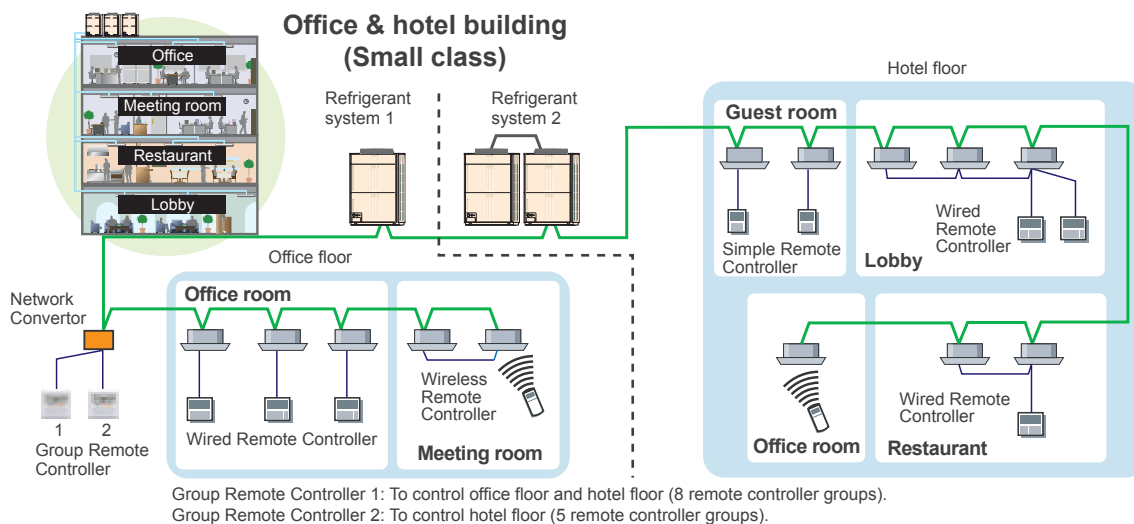 Office & hotel building
(Small class)
Office
Meeting room
Restaurant
Lobby
Refrigerant
system 1
Refrigerant
system 2
Hotel floor
Guest room
Simple Remote
Controller
Wired
Remote
Controller
Lobby
Office floor
Network
Convertor
1 2
Group Remote
Controller
Office room
Wired Remote Controller
Wireless
Remote
Controller
Meeting room
Office room
Wired Remote
Controller
Restaurant
Group Remote Controller 1: To control office floor and hotel floor (8 remote controller groups).
Group Remote Controller 2: To control hotel floor (5 remote controller groups).